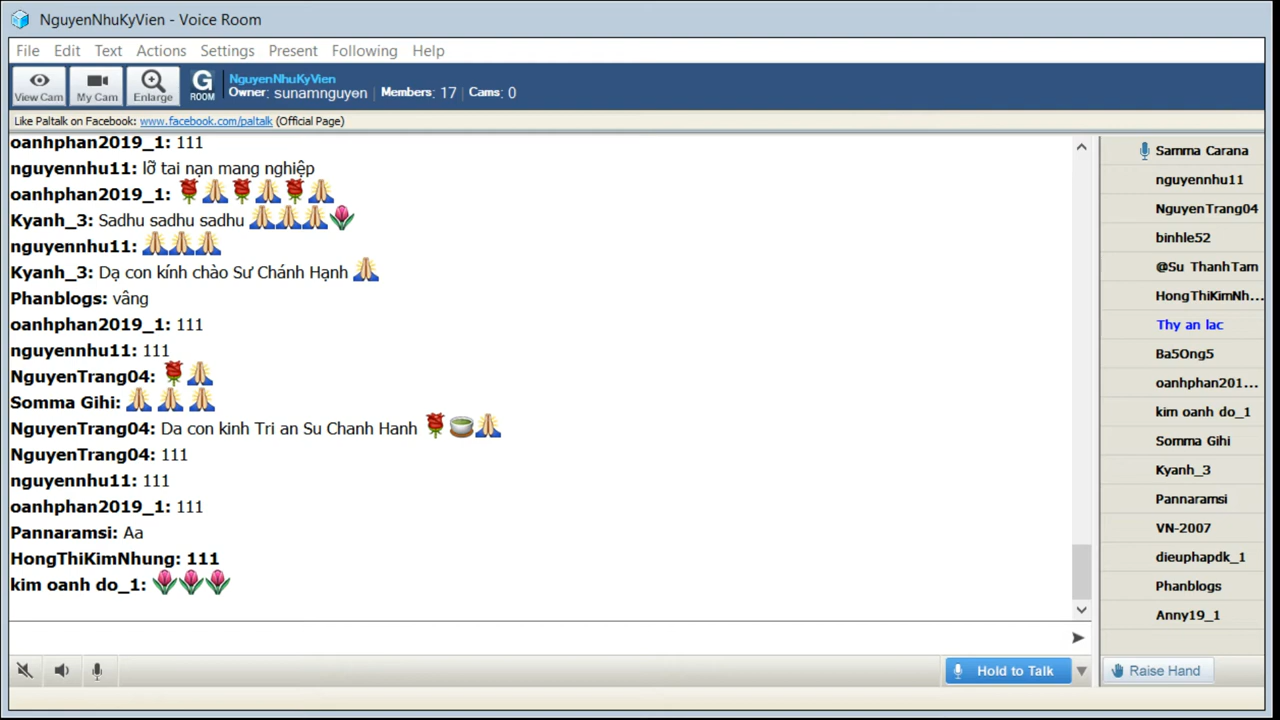 NguyenNhuKyVien - Voice Room
File Edit Text Actions Settings Present Following Help
View Cam My Cam Enlarge G ROOM
NguyenNhuKyVien
Owner: sunamnguyen | Members: 17 | Cams: 0
Like Paltalk on Facebook: www.facebook.com/paltalk (Official Page)
oanhphan2019_1: 111
nguyennhu11: lỡ tai nạn mang nghiệp
oanhphan2019_1: 🌹🙏🌹🙏🌹🙏
Kyanh_3: Sadhu sadhu sadhu 🙏🙏🙏🌷
nguyennhu11: 🙏🙏🙏
Kyanh_3: Dạ con kính chào Sư Chánh Hạnh 🙏
Phanblogs: vâng
oanhphan2019_1: 111
nguyennhu11: 111
NguyenTrang04: 🌹🙏
Somma Gihi: 🙏 🙏 🙏
NguyenTrang04: Da con kinh Tri an Su Chanh Hanh 🌹🍵🙏
NguyenTrang04: 111
nguyennhu11: 111
oanhphan2019_1: 111
Pannaramsi: Aa
HongThiKimNhung: 111
kim oanh do_1: 🌷🌷🌷
Samma Carana
nguyennhu11
NguyenTrang04
binhle52
@Su ThanhTam
HongThiKimNh...
Thy an lac
Ba5Ong5
oanhphan201...
kim oanh do_1
Somma Gihi
Kyanh_3
Pannaramsi
VN-2007
dieuphapdk_1
Phanblogs
Anny19_1
Hold to Talk
Raise Hand